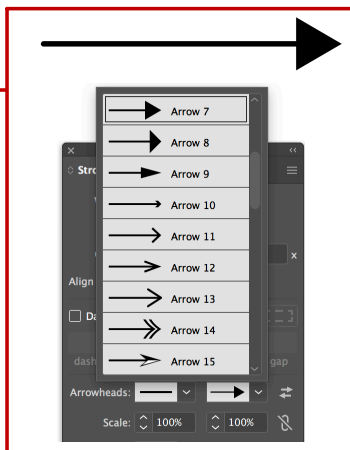 Arrow 7
Arrow 8
Arrow 9
Arrow 10
Arrow 11
Arrow 12
Arrow 13
Arrow 14
Arrow 15
Stro
x
Align
Da
dash
gap
Arrowheads:
Scale: 100% 100%